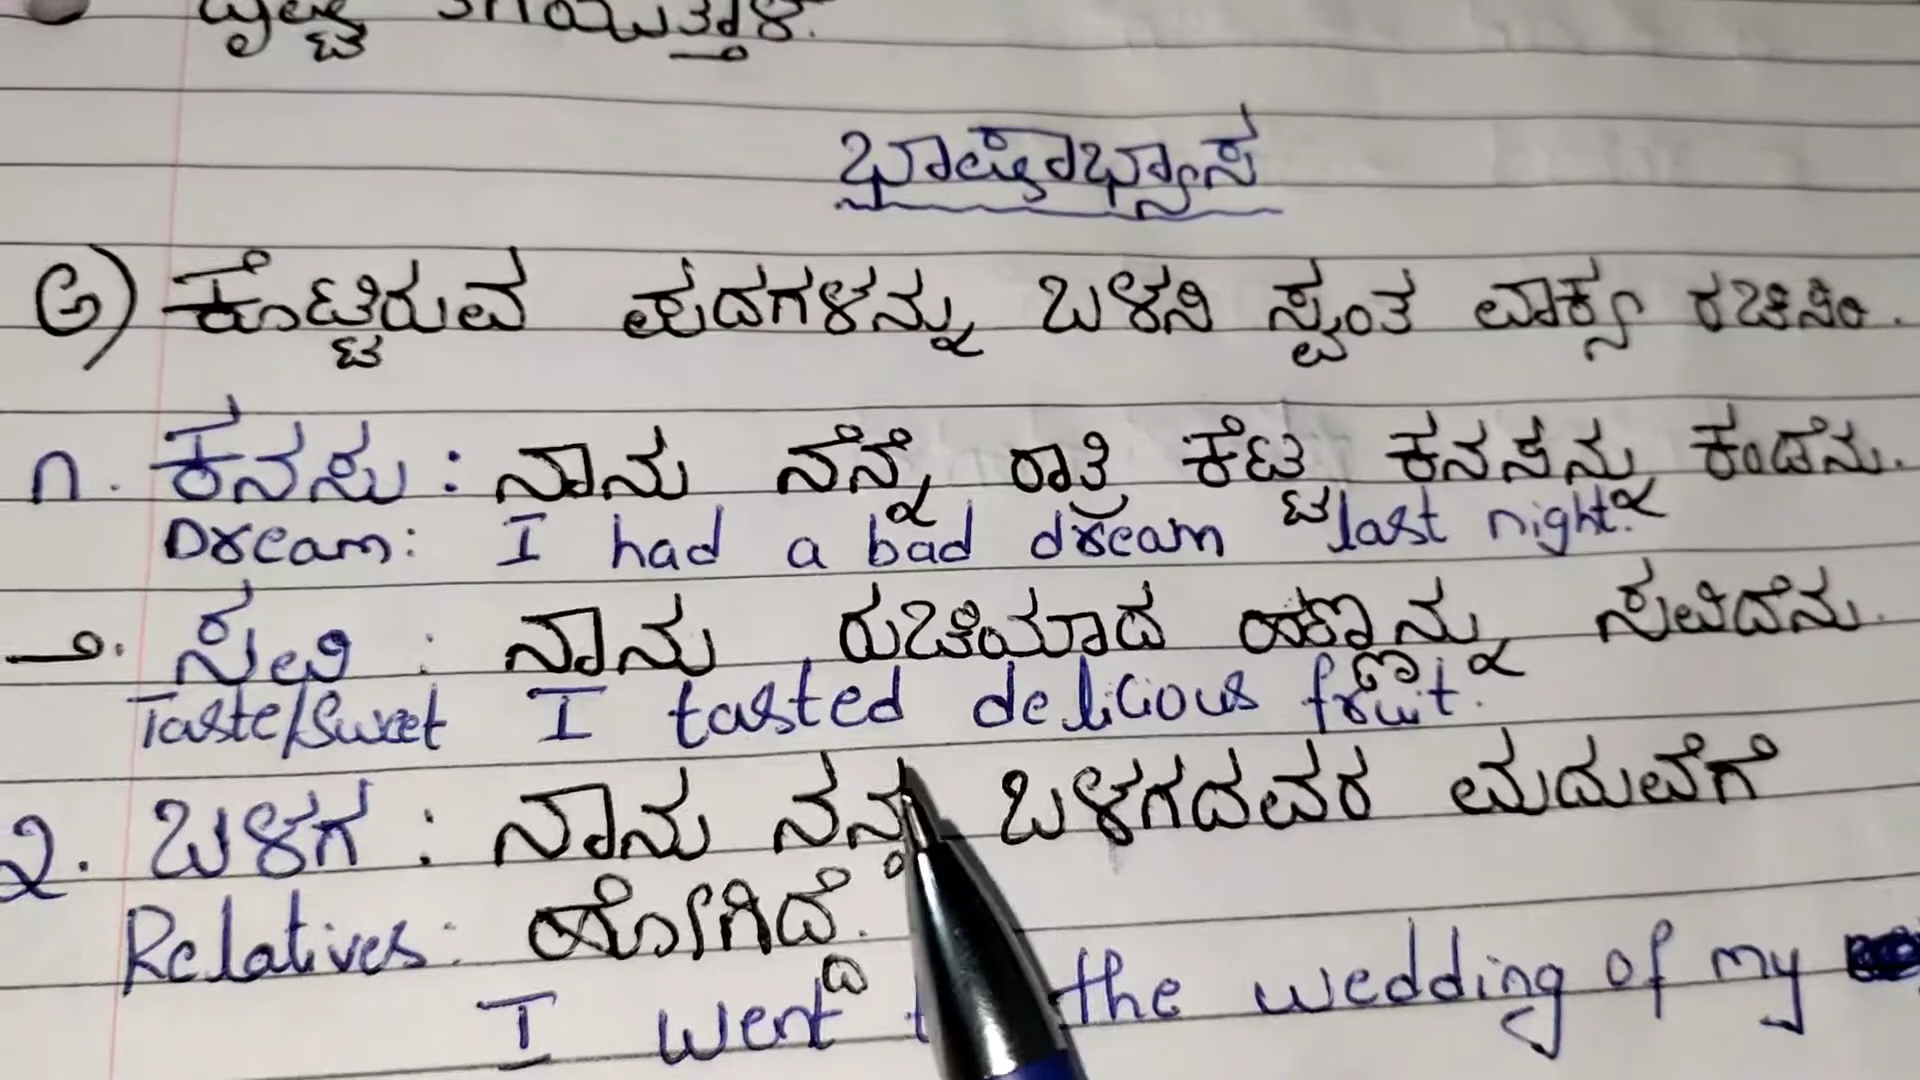 ತೆಗೆಯುತ್ತಾಳೆ.
ಭಾಷಾಭ್ಯಾಸ
ಅ) ಕೊಟ್ಟಿರುವ ಪದಗಳನ್ನು ಬಳಸಿ ಸ್ವಂತ ವಾಕ್ಯ ರಚಿಸಿರಿ.
೧. ಕನಸು : ನಾನು ನೆನ್ನೆ ರಾತ್ರಿ ಕೆಟ್ಟ ಕನಸನ್ನು ಕಂಡೆನು.
Dream: I had a bad dream last night.
೨. ಸವಿ : ನಾನು ರುಚಿಯಾದ ಹಣ್ಣನ್ನು ಸವಿದೆನು.
Taste/Sweet I tasted delicious fruit.
೩. ಬಳಗ : ನಾನು ನನ್ನ ಬಳಗದವರ ಮದುವೆಗೆ
Relatives: ಹೋಗಿದ್ದೆ.
I went the wedding of my